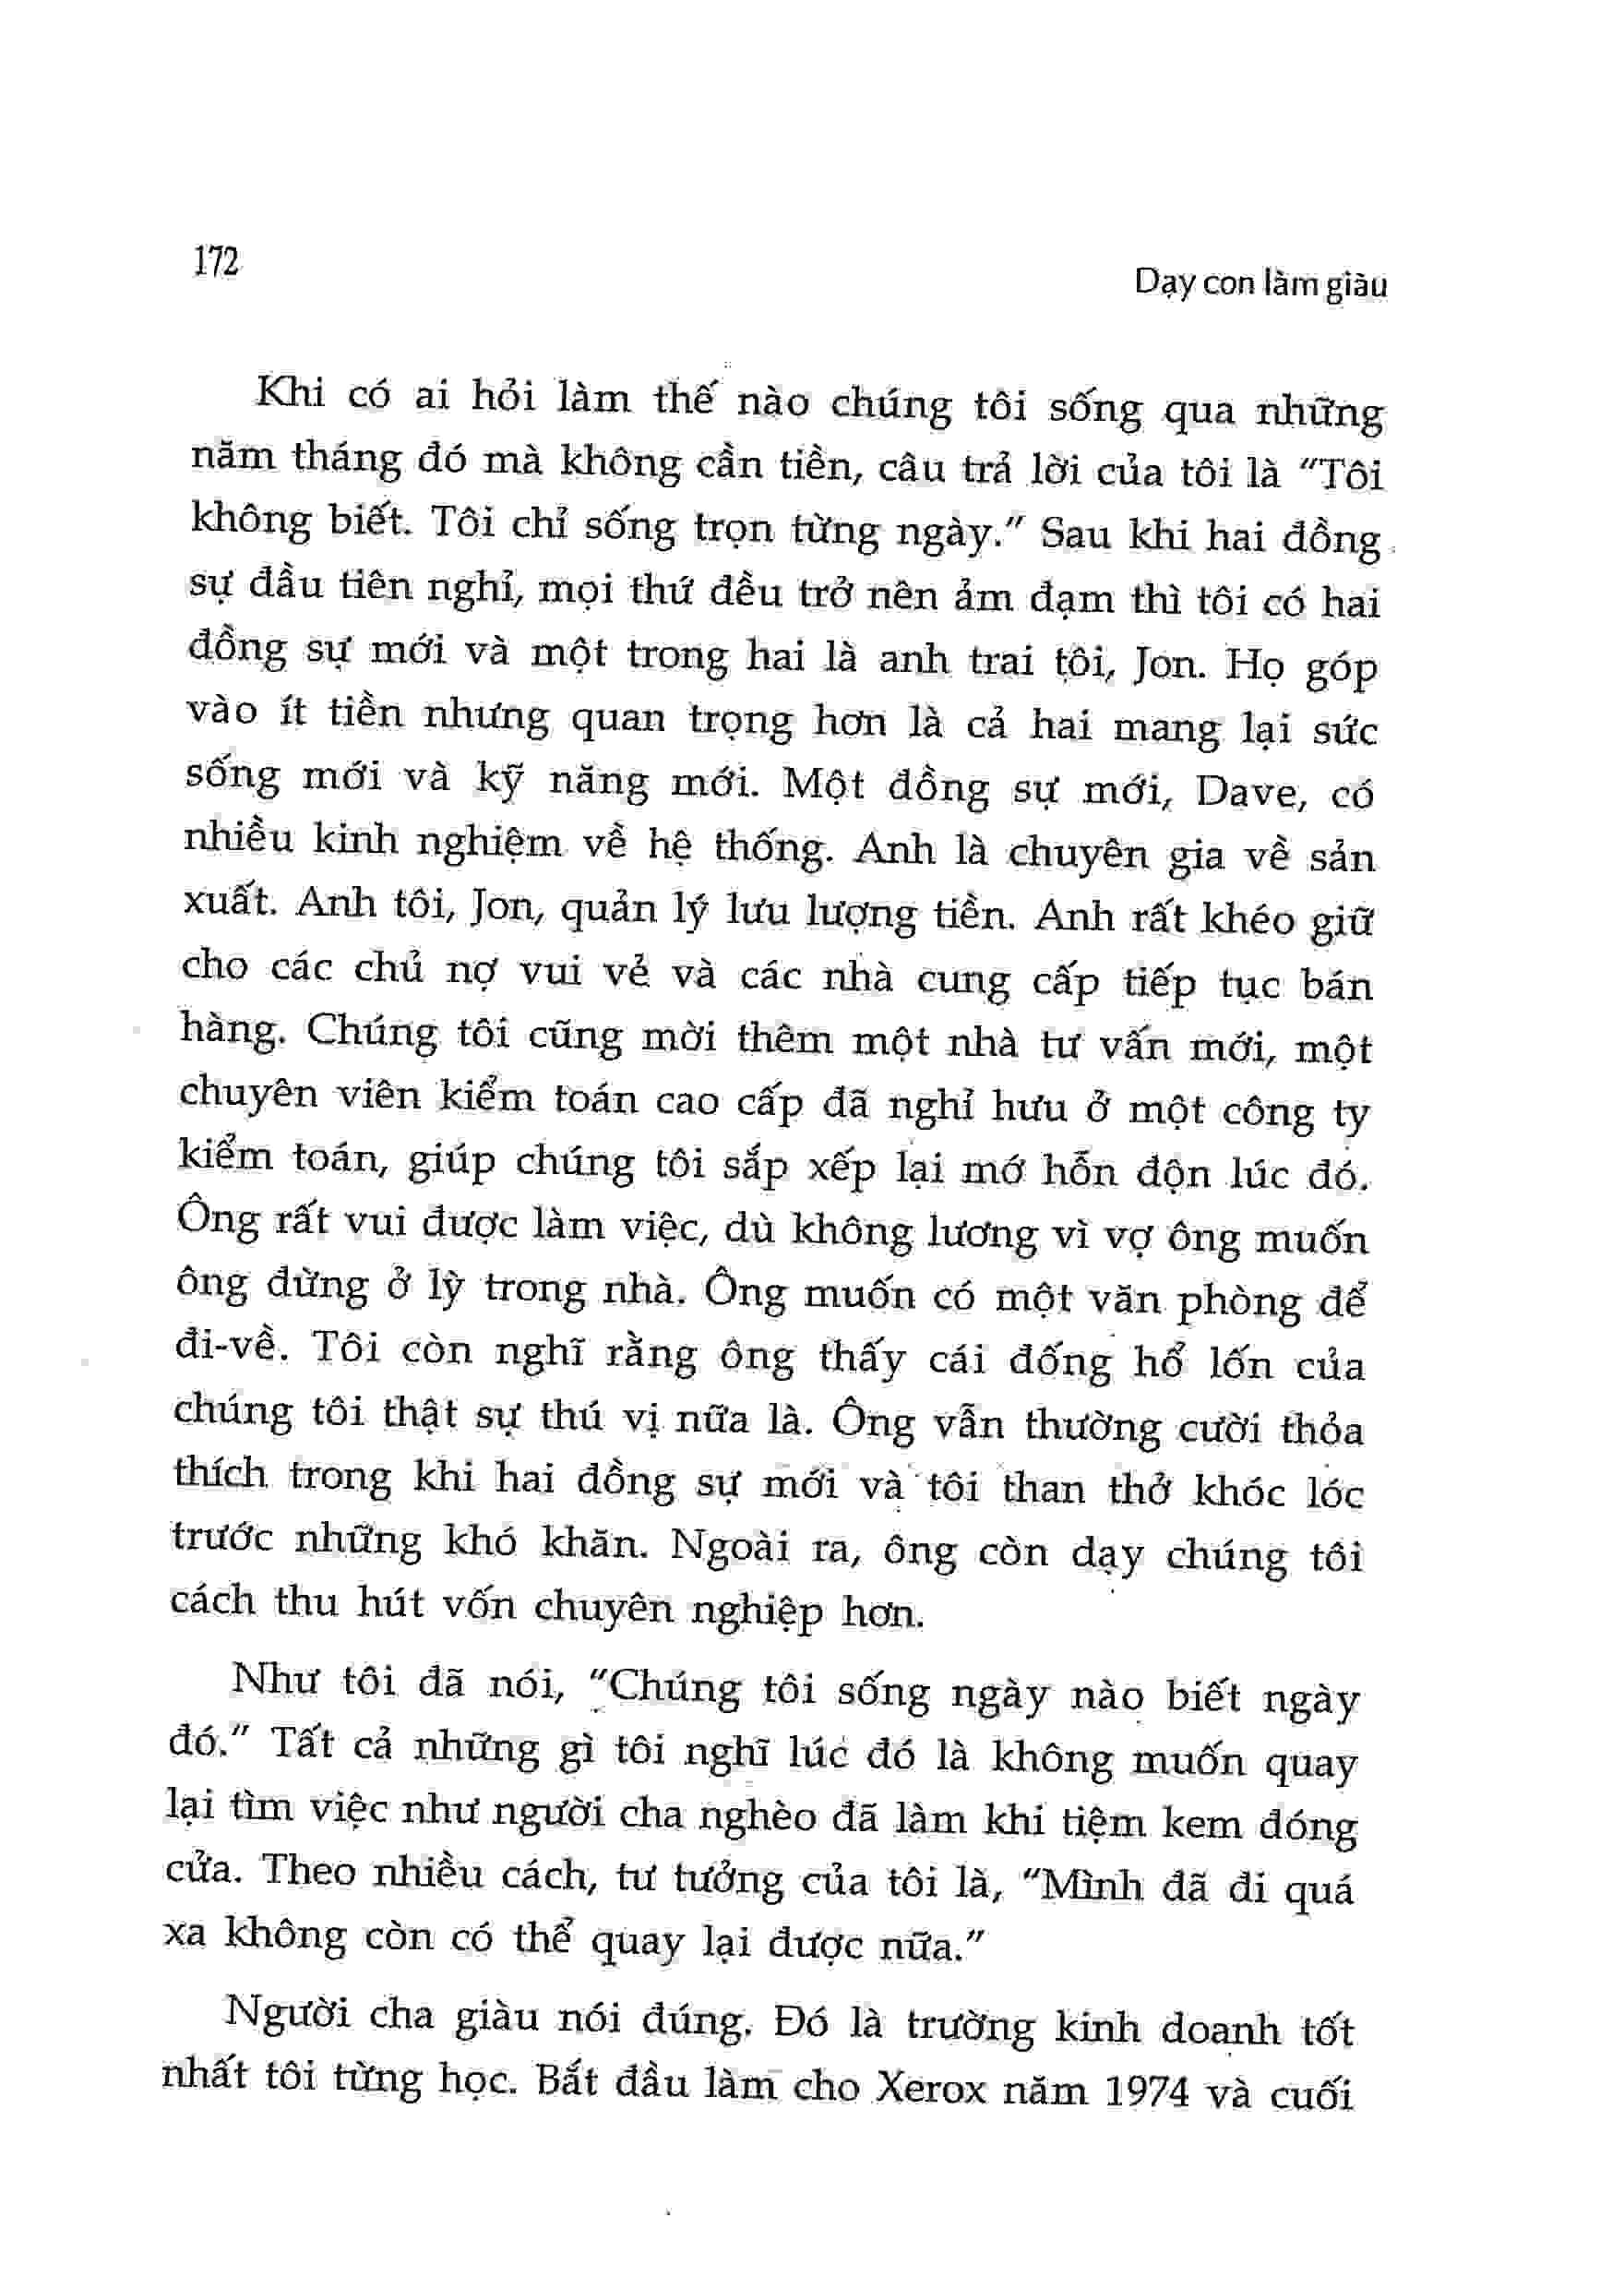 172
Dạy con làm giàu
Khi có ai hỏi làm thế nào chúng tôi sống qua những
năm tháng đó mà không cần tiền, câu trả lời của tôi là “Tôi
không biết. Tôi chỉ sống trọn từng ngày.” Sau khi hai đồng
sự đầu tiên nghỉ, mọi thứ đều trở nên ảm đạm thì tôi có hai
đồng sự mới và một trong hai là anh trai tôi, Jon. Họ góp
vào ít tiền nhưng quan trọng hơn là cả hai mang lại sức
sống mới và kỹ năng mới. Một đồng sự mới, Dave, có
nhiều kinh nghiệm về hệ thống. Anh là chuyên gia về sản
xuất. Anh tôi, Jon, quản lý lưu lượng tiền. Anh rất khéo giữ
cho các chủ nợ vui vẻ và các nhà cung cấp tiếp tục bán
hàng. Chúng tôi cũng mời thêm một nhà tư vấn mới, một
chuyên viên kiểm toán cao cấp đã nghỉ hưu ở một công ty
kiểm toán, giúp chúng tôi sắp xếp lại mớ hỗn độn lúc đó.
Ông rất vui được làm việc, dù không lương vì vợ ông muốn
ông đừng ở lỳ trong nhà. Ông muốn có một văn phòng để
đi-về. Tôi còn nghĩ rằng ông thấy cái đống hổ lốn của
chúng tôi thật sự thú vị nữa là. Ông vẫn thường cười thỏa
thích trong khi hai đồng sự mới và tôi than thở khóc lóc
trước những khó khăn. Ngoài ra, ông còn dạy chúng tôi
cách thu hút vốn chuyên nghiệp hơn.
Như tôi đã nói, “Chúng tôi sống ngày nào biết ngày
đó.” Tất cả những gì tôi nghĩ lúc đó là không muốn quay
lại tìm việc như người cha nghèo đã làm khi tiệm kem đóng
cửa. Theo nhiều cách, tư tưởng của tôi là, “Mình đã đi quá
xa không còn có thể quay lại được nữa.”
Người cha giàu nói đúng. Đó là trường kinh doanh tốt
nhất tôi từng học. Bắt đầu làm cho Xerox năm 1974 và cuối